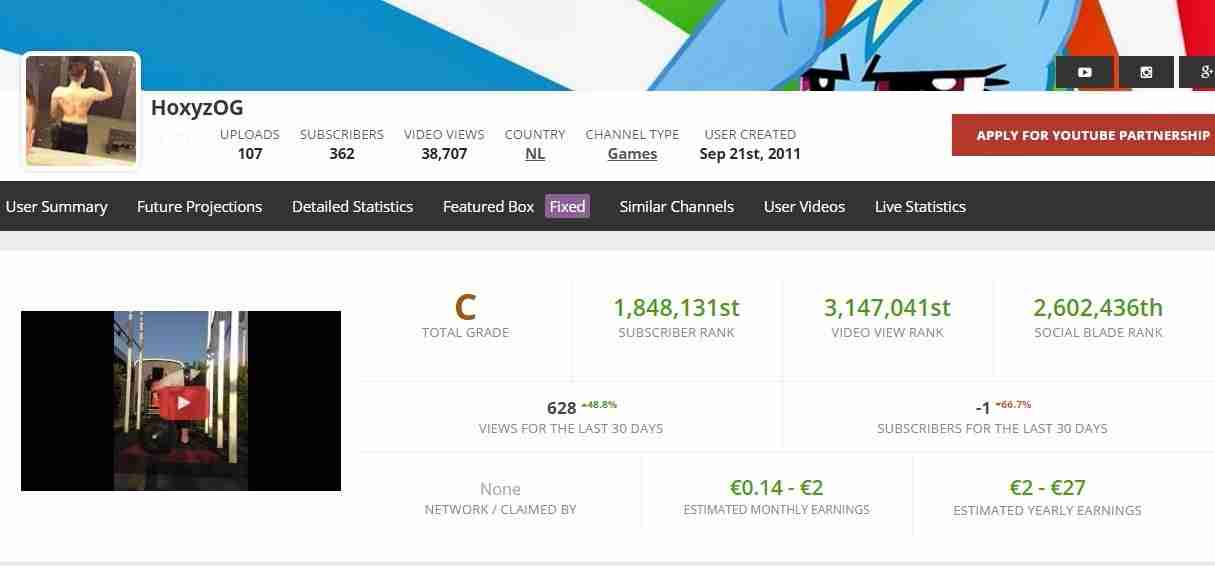 HoxyzOG
UPLOADS SUBSCRIBERS VIDEO VIEWS COUNTRY CHANNEL TYPE USER CREATED
107 362 38,707 NL Games Sep 21st, 2011
APPLY FOR YOUTUBE PARTNERSHIP
User Summary Future Projections Detailed Statistics Featured Box Fixed Similar Channels User Videos Live Statistics
C 1,848,131st 3,147,041st 2,602,436th
TOTAL GRADE SUBSCRIBER RANK VIDEO VIEW RANK SOCIAL BLADE RANK
628 48.8% -1 66.7%
VIEWS FOR THE LAST 30 DAYS SUBSCRIBERS FOR THE LAST 30 DAYS
None €0.14 - €2 €2 - €27
NETWORK / CLAIMED BY ESTIMATED MONTHLY EARNINGS ESTIMATED YEARLY EARNINGS